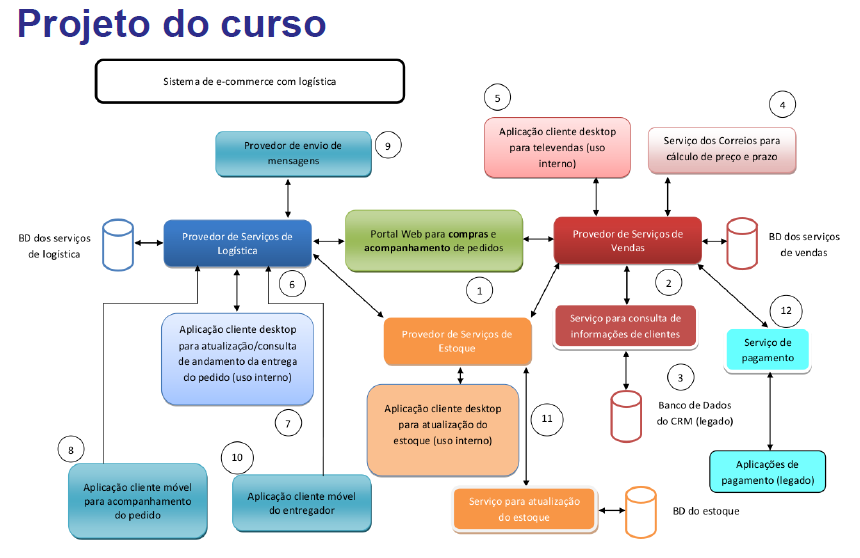 Projeto do curso
Sistema de e-commerce com logística
5
4
Aplicação cliente desktop
para televendas (uso
interno)
Serviço dos Correios para
cálculo de preço e prazo
Provedor de envio de
mensagens
9
BD dos serviços
de logística
Provedor de Serviços de
Logística
Portal Web para compras e
acompanhamento de pedidos
Provedor de Serviços de
Vendas
BD dos serviços
de vendas
6
1
2
12
Aplicação cliente desktop
para atualização/consulta
de andamento da entrega
do pedido (uso interno)
Provedor de Serviços de
Estoque
Serviço para consulta de
informações de clientes
Serviço de
pagamento
7
Aplicação cliente desktop
para atualização do
estoque (uso interno)
11
3
Banco de Dados
do CRM (legado)
8
10
Aplicação cliente móvel
para acompanhamento
do pedido
Aplicação cliente móvel
do entregador
Serviço para atualização
do estoque
BD do estoque
Aplicações de
pagamento (legado)